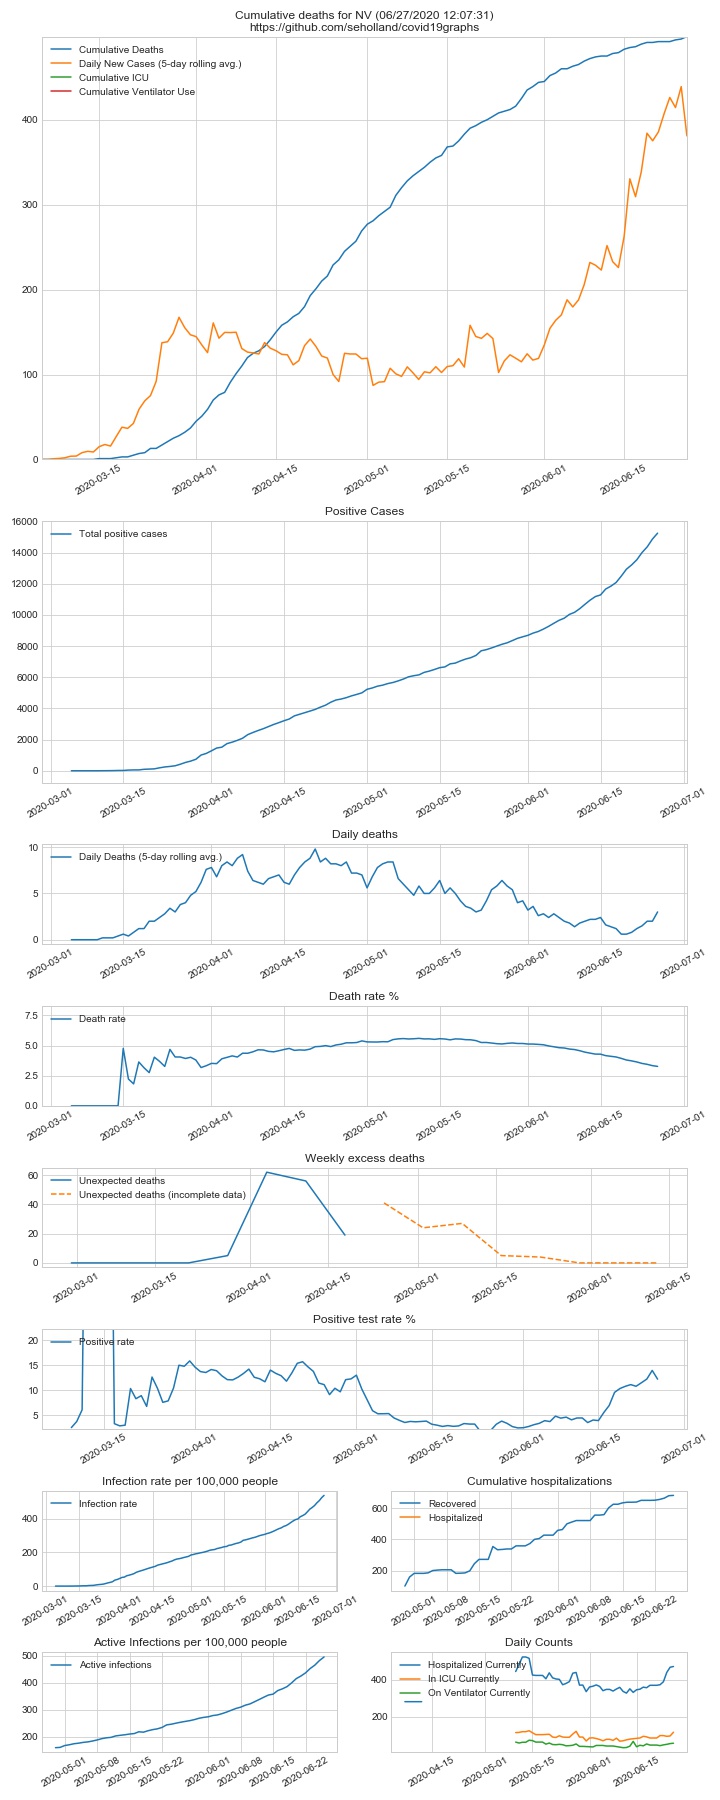 Cumulative deaths for NV (06/27/2020 12:07:31)
https://github.com/seholland/covid19graphs
Cumulative Deaths
Daily New Cases (5-day rolling avg.)
Cumulative ICU
Cumulative Ventilator Use
400
300
200
100
0
2020-03-15 2020-04-01 2020-04-15 2020-05-01 2020-05-15 2020-06-01 2020-06-15
Positive Cases
Total positive cases
16000
14000
12000
10000
8000
6000
4000
2000
0
2020-03-01 2020-03-15 2020-04-01 2020-04-15 2020-05-01 2020-05-15 2020-06-01 2020-06-15 2020-07-01
Daily deaths
Daily Deaths (5-day rolling avg.)
10
5
0
2020-03-01 2020-03-15 2020-04-01 2020-04-15 2020-05-01 2020-05-15 2020-06-01 2020-06-15 2020-07-01
Death rate %
Death rate
7.5
5.0
2.5
0.0
2020-03-01 2020-03-15 2020-04-01 2020-04-15 2020-05-01 2020-05-15 2020-06-01 2020-06-15 2020-07-01
Weekly excess deaths
Unexpected deaths
Unexpected deaths (incomplete data)
60
40
20
0
2020-03-01 2020-03-15 2020-04-01 2020-04-15 2020-05-01 2020-05-15 2020-06-01 2020-06-15
Positive test rate %
Positive rate
20
15
10
5
2020-03-15 2020-04-01 2020-04-15 2020-05-01 2020-05-15 2020-06-01 2020-06-15 2020-07-01
Infection rate per 100,000 people
Infection rate
400
200
0
2020-03-01 2020-03-15 2020-04-01 2020-04-15 2020-05-01 2020-05-15 2020-06-01 2020-06-15 2020-07-01
Cumulative hospitalizations
Recovered
Hospitalized
600
400
200
2020-05-01 2020-05-08 2020-05-15 2020-05-22 2020-06-01 2020-06-08 2020-06-15 2020-06-22
Active Infections per 100,000 people
Active infections
500
400
300
200
2020-05-01 2020-05-08 2020-05-15 2020-05-22 2020-06-01 2020-06-08 2020-06-15 2020-06-22
Daily Counts
Hospitalized Currently
In ICU Currently
On Ventilator Currently
400
200
2020-04-15 2020-05-01 2020-05-15 2020-06-01 2020-06-15